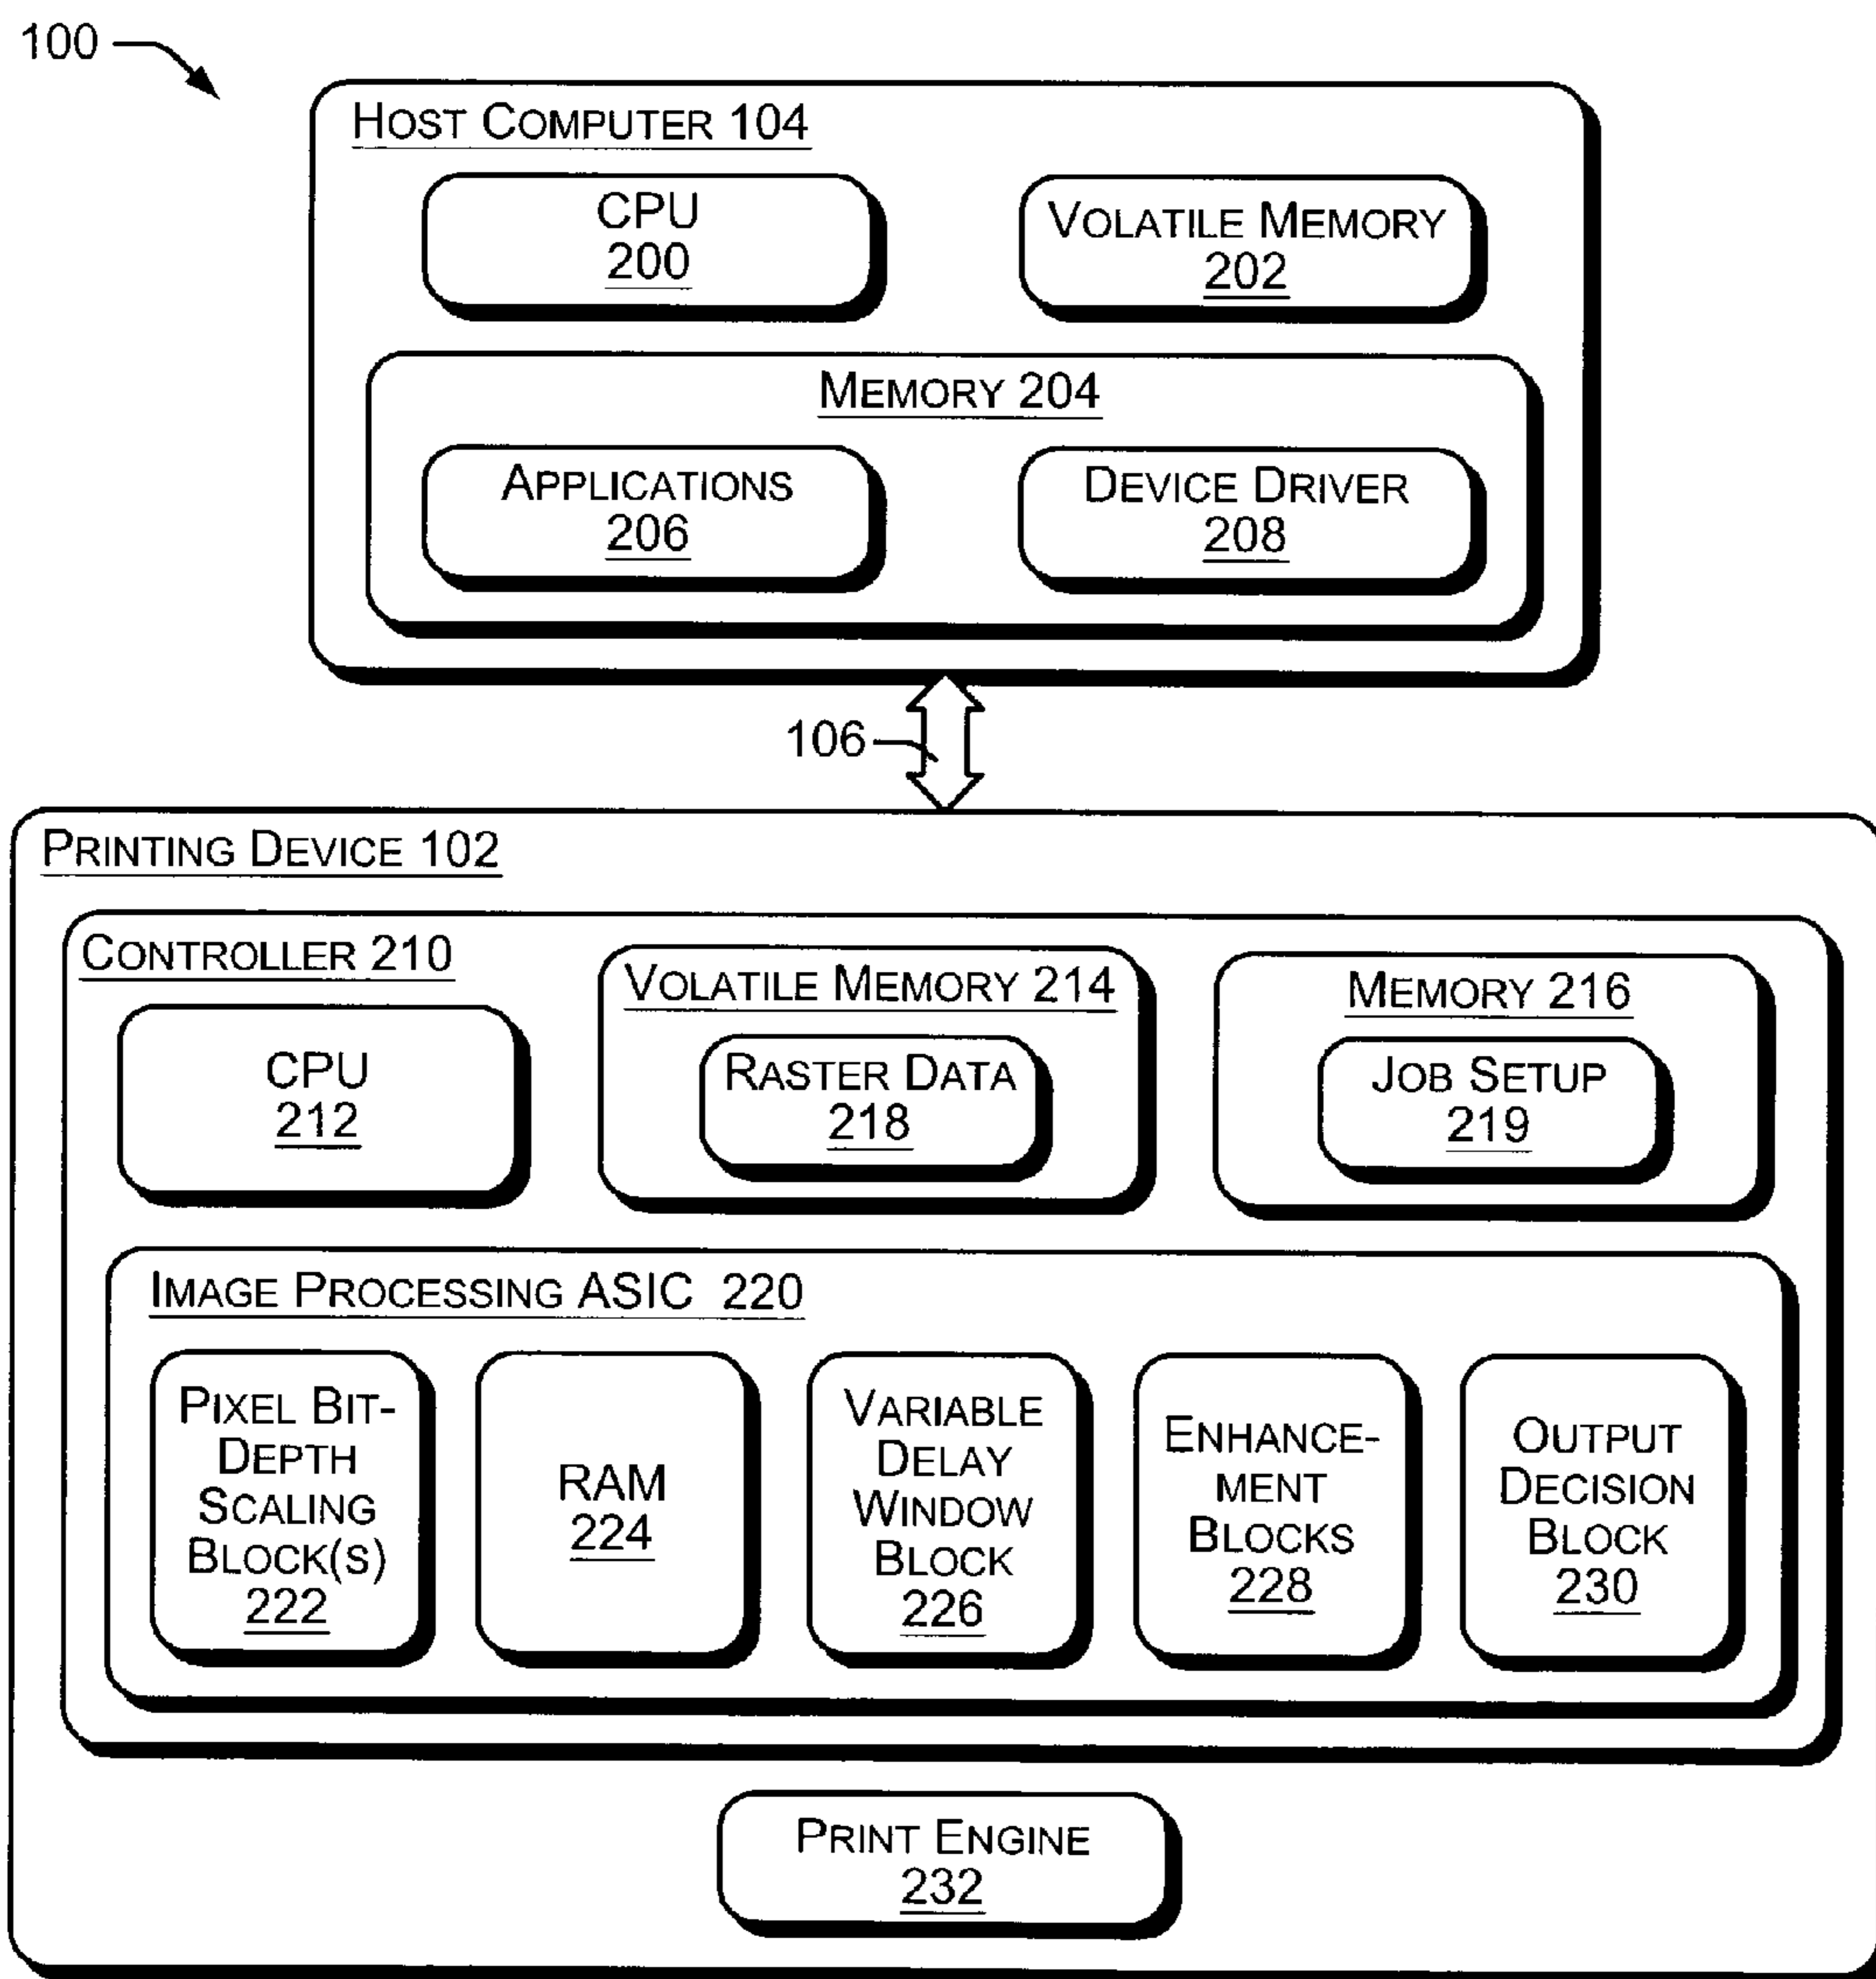 100
HOST COMPUTER 104
CPU
200
VOLATILE MEMORY
202
MEMORY 204
APPLICATIONS
206
DEVICE DRIVER
208
106
PRINTING DEVICE 102
CONTROLLER 210
CPU
212
VOLATILE MEMORY 214
RASTER DATA
218
MEMORY 216
JOB SETUP
219
IMAGE PROCESSING ASIC 220
PIXEL BIT-
DEPTH
SCALING
BLOCK(S)
222
RAM
224
VARIABLE
DELAY
WINDOW
BLOCK
226
ENHANCE-
MENT
BLOCKS
228
OUTPUT
DECISION
BLOCK
230
PRINT ENGINE
232